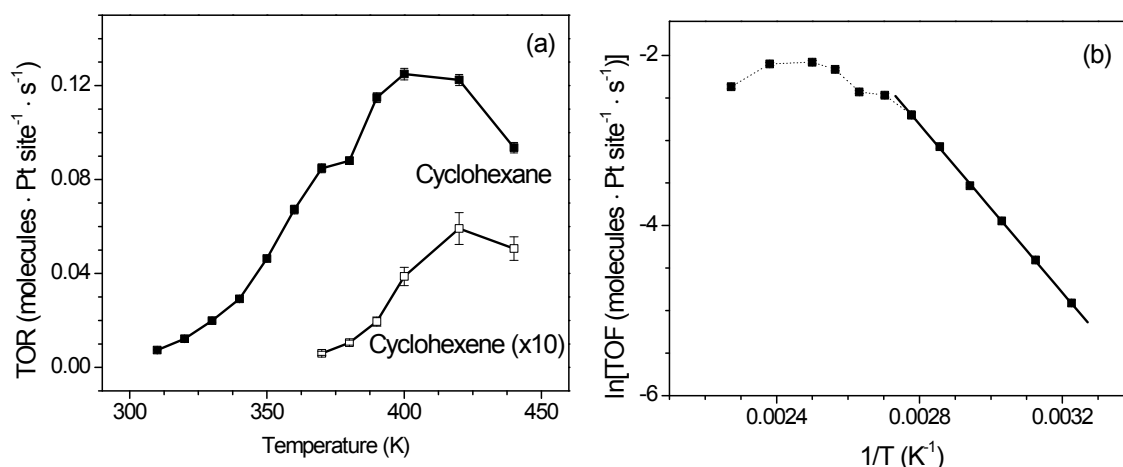 (a)
TOR (molecules · Pt site⁻¹ · s⁻¹)
0.12
0.08
0.04
0.00
Cyclohexane
Cyclohexene (x10)
300
350
400
450
Temperature (K)
(b)
ln[TOF (molecules · Pt site⁻¹ · s⁻¹)]
-2
-4
-6
0.0024
0.0028
0.0032
1/T (K⁻¹)